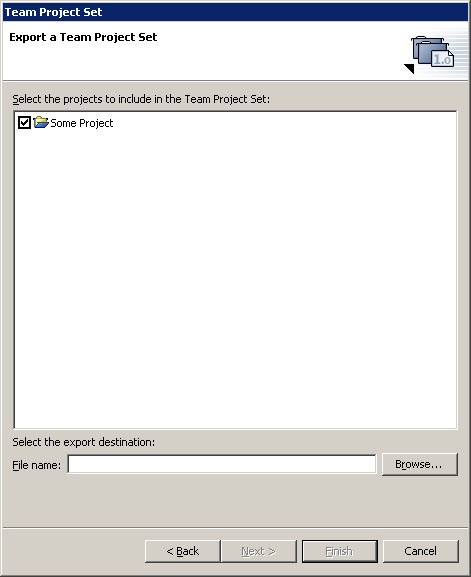 Team Project Set
Export a Team Project Set
1.0
Select the projects to include in the Team Project Set:
Some Project
Select the export destination:
File name:
Browse...
< Back
Next >
Finish
Cancel